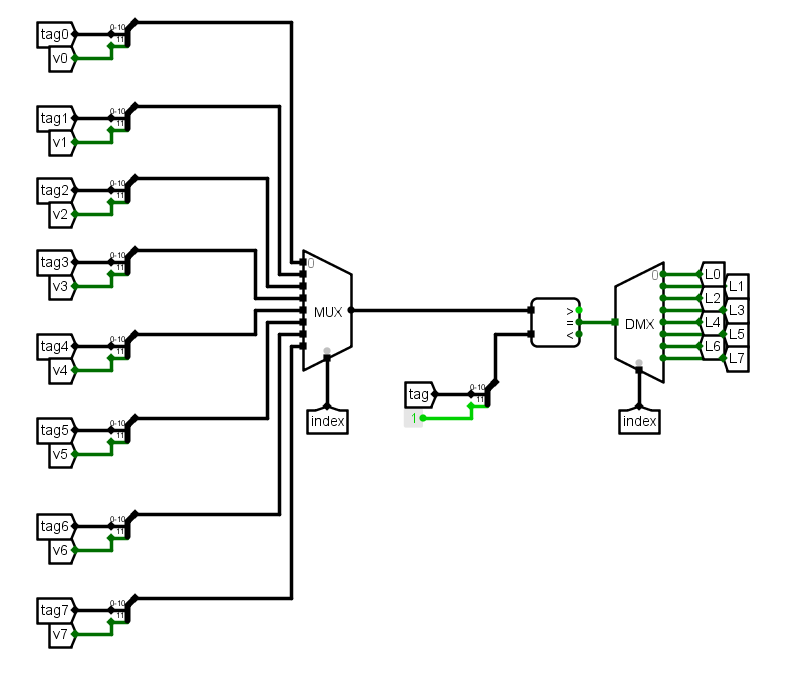 tag0 0-10
11
v0
tag1 0-10
11
v1
tag2 0-10
11
v2
tag3 0-10
11
v3
tag4 0-10
11
v4
tag5 0-10
11
v5
tag6 0-10
11
v6
tag7 0-10
11
v7
0
MUX
index
tag 0-10
11
1
>
=
<
0
DMX
index
L0
L1
L2
L3
L4
L5
L6
L7